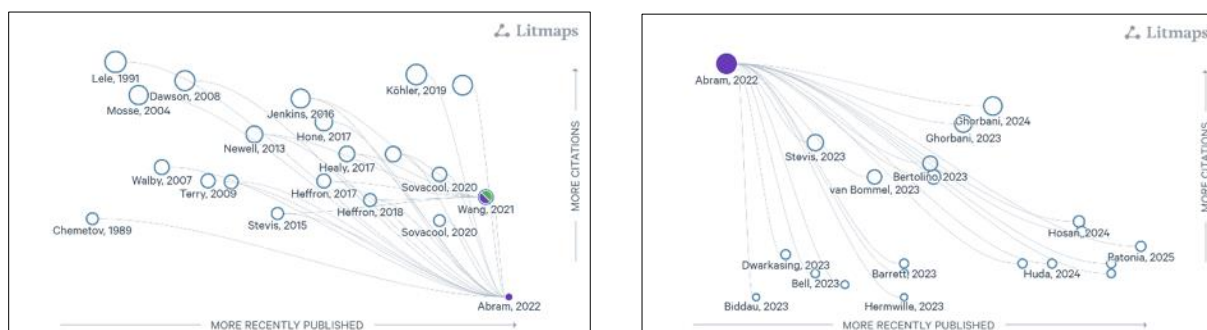 Litmaps
Lele, 1991
Dawson, 2008
Mosse, 2004
Köhler, 2019
Jenkins, 2016
Hone, 2017
Newell, 2013
Healy, 2017
Walby, 2007
Terry, 2009
Heffron, 2017
Sovacool, 2020
Heffron, 2018
Wang, 2021
Stevis, 2015
Sovacool, 2020
Chemetov, 1989
Abram, 2022
MORE CITATIONS
MORE RECENTLY PUBLISHED
Litmaps
Abram, 2022
Ghorbani, 2024
Ghorbani, 2023
Stevis, 2023
Bertolino, 2023
van Bommel, 2023
Hosan, 2024
Patonia, 2025
Dwarkasing, 2023
Bell, 2023
Barrett, 2023
Huda, 2024
Biddau, 2023
Hermwille, 2023
MORE CITATIONS
MORE RECENTLY PUBLISHED